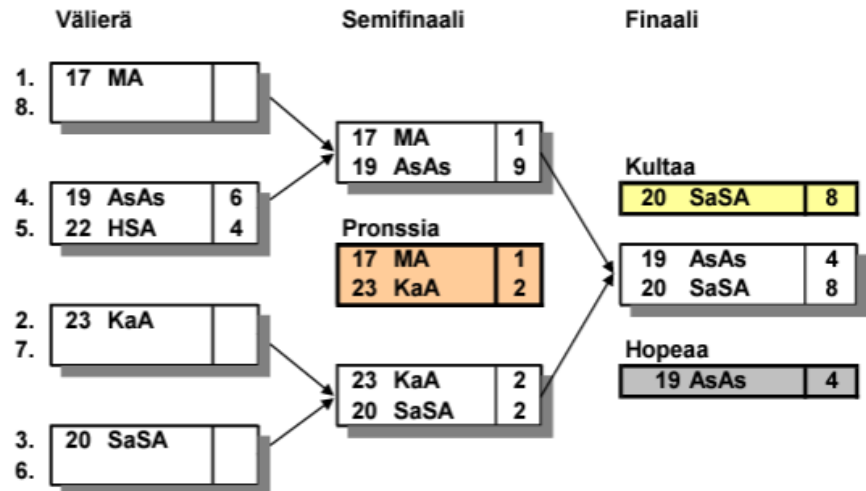 Välierä
Semifinaali
Finaali
1. 17 MA
8.
4. 19 AsAs 6
5. 22 HSA 4
2. 23 KaA
7.
3. 20 SaSA
6.
17 MA 1
19 AsAs 9
Pronssia
17 MA 1
23 KaA 2
23 KaA 2
20 SaSA 2
Kultaa
20 SaSA 8
19 AsAs 4
20 SaSA 8
Hopeaa
19 AsAs 4